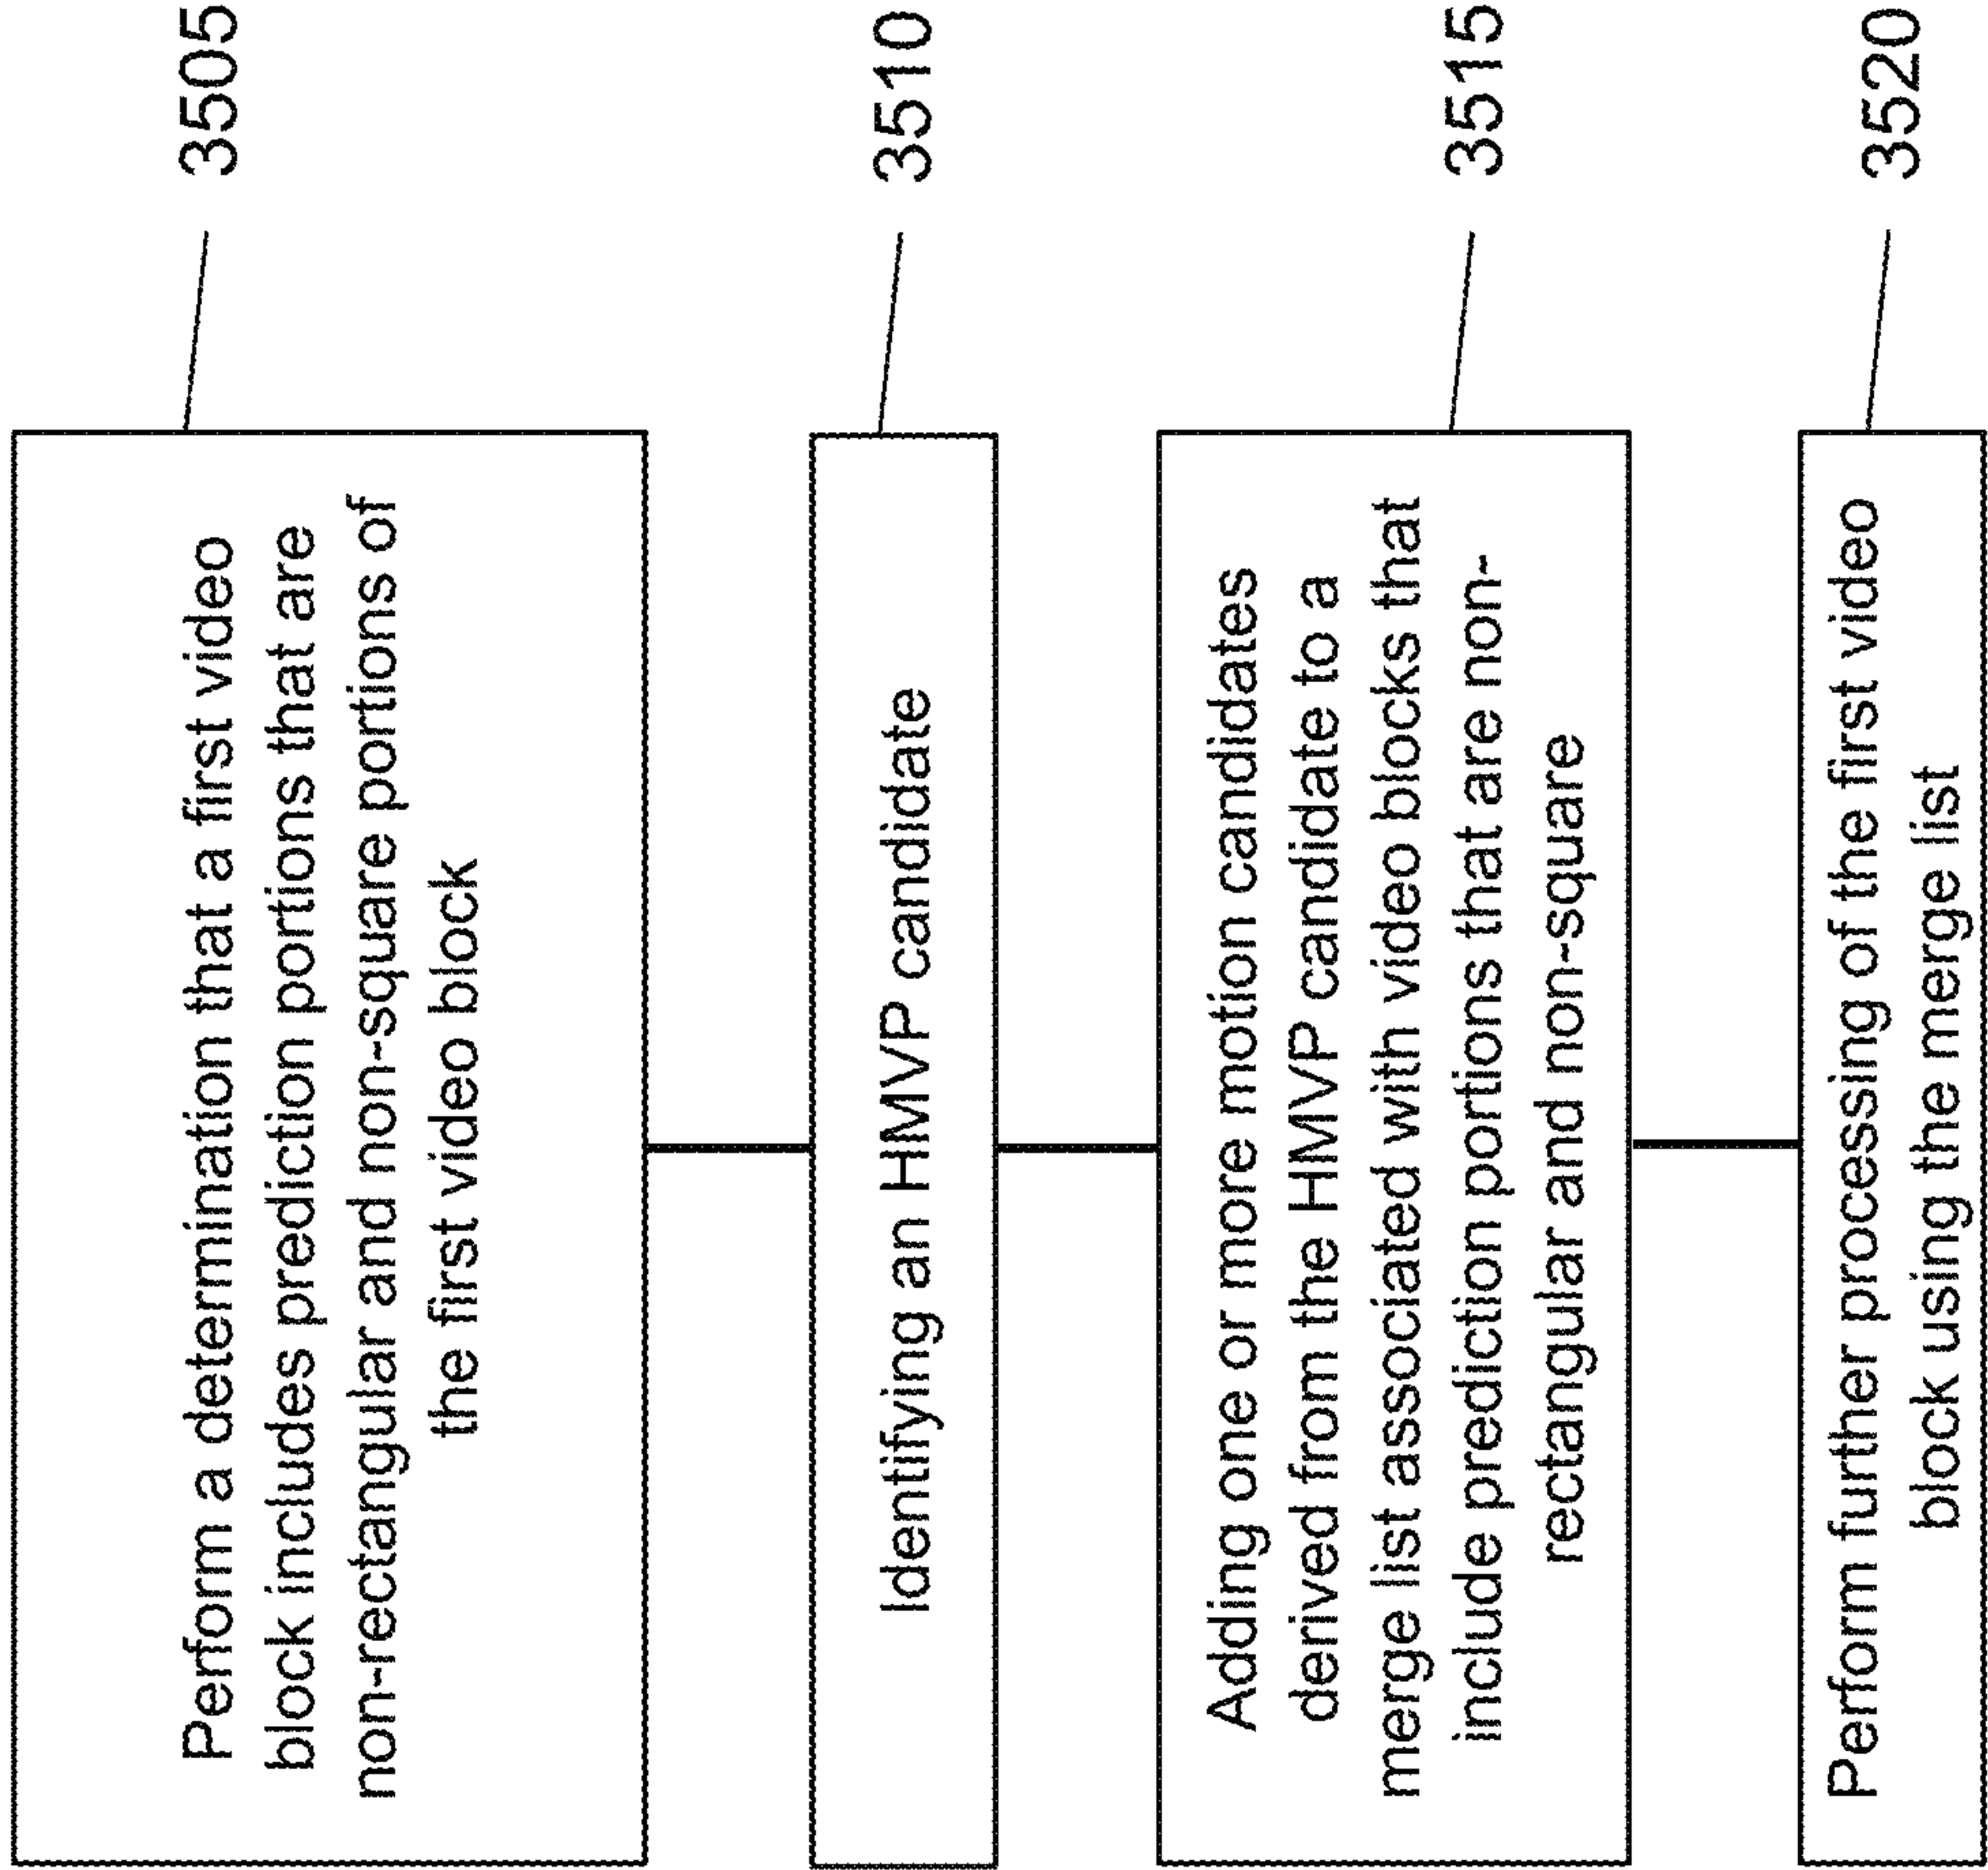 Perform a determination that a first video
block includes prediction portions that are
non-rectangular and non-square portions of
the first video block
3505
Identifying an HMVP candidate
3510
Adding one or more motion candidates
derived from the HMVP candidate to a
merge list associated with video blocks that
include prediction portions that are non-
rectangular and non-square
3515
Perform further processing of the first video
block using the merge list
3520